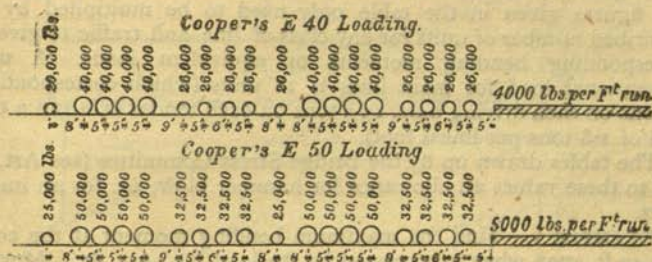 Cooper's E 40 Loading.
20,000 lbs. 40,000 40,000 40,000 40,000 26,000 26,000 26,000 26,000 20,000 40,000 40,000 40,000 40,000 26,000 26,000 26,000 26,000
4000 lbs. per Ft run
8' 5' 5' 5' 9' 5' 6' 5' 8' 8' 5' 5' 5' 9' 5' 6' 5' 5'
Cooper's E 50 Loading
25,000 lbs. 50,000 50,000 50,000 50,000 32,500 32,500 32,500 32,500 25,000 50,000 50,000 50,000 50,000 32,500 32,500 32,500 32,500
5000 lbs. per Ft run
8' 5' 5' 5' 9' 5' 6' 5' 8' 8' 5' 5' 5' 9' 5' 6' 5' 5'